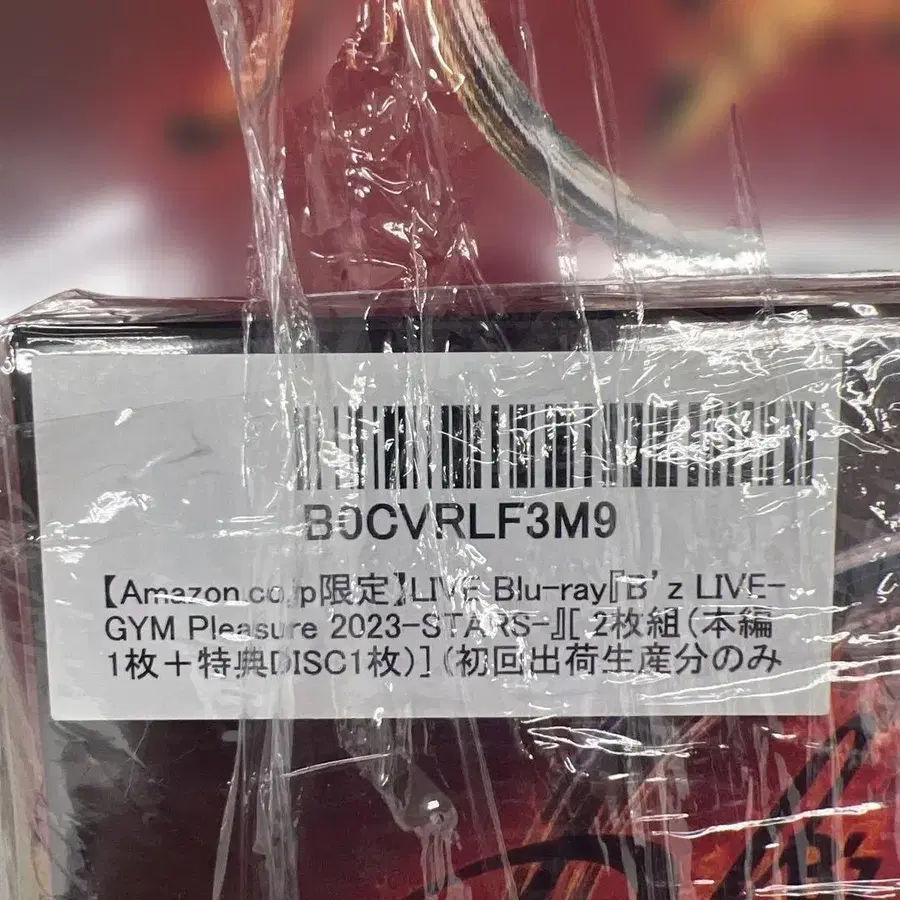 B0CVRLF3M9
【Amazon.co.jp限定】LIVE Blu-ray『B'z LIVE-
GYM Pleasure 2023-STARS-』[ 2枚組(本編
1枚＋特典DISC1枚)](初回出荷生産分のみ